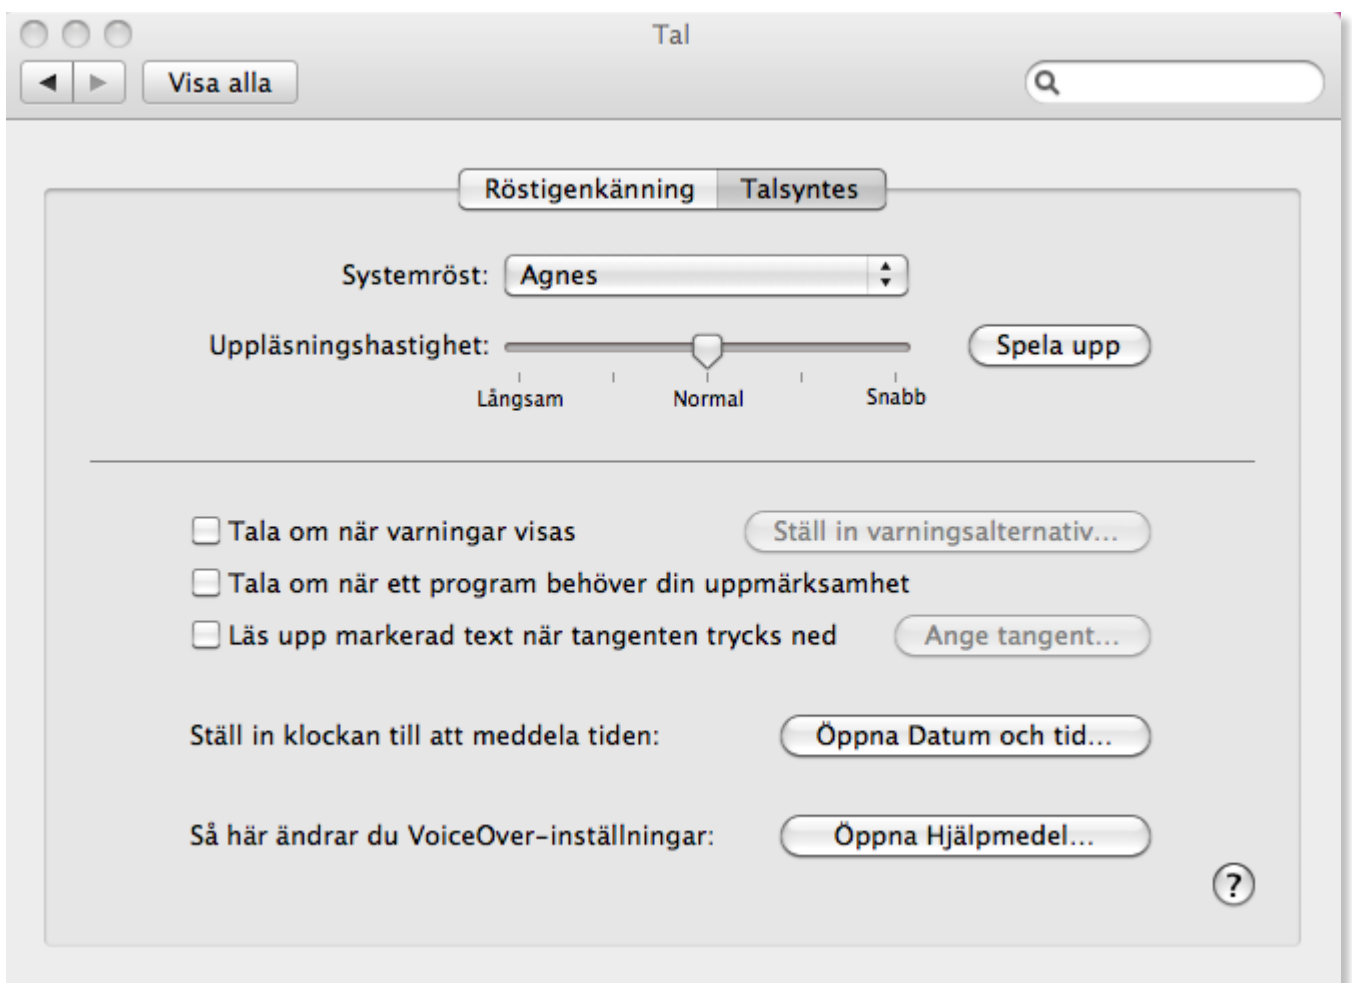 Tal
Visa alla
Röstigenkänning Talsyntes
Systemröst: Agnes
Uppläsningshastighet: Spela upp
Långsam Normal Snabb
Tala om när varningar visas Ställ in varningsalternativ...
Tala om när ett program behöver din uppmärksamhet
Läs upp markerad text när tangenten trycks ned Ange tangent...
Ställ in klockan till att meddela tiden: Öppna Datum och tid...
Så här ändrar du VoiceOver-inställningar: Öppna Hjälpmedel...
?